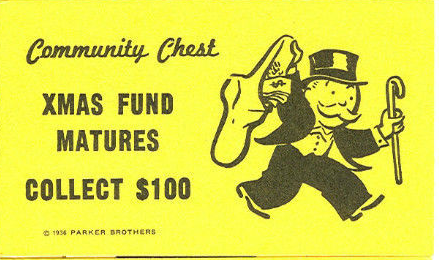 Community Chest
XMAS FUND
MATURES
COLLECT $100
© 1936 PARKER BROTHERS
$